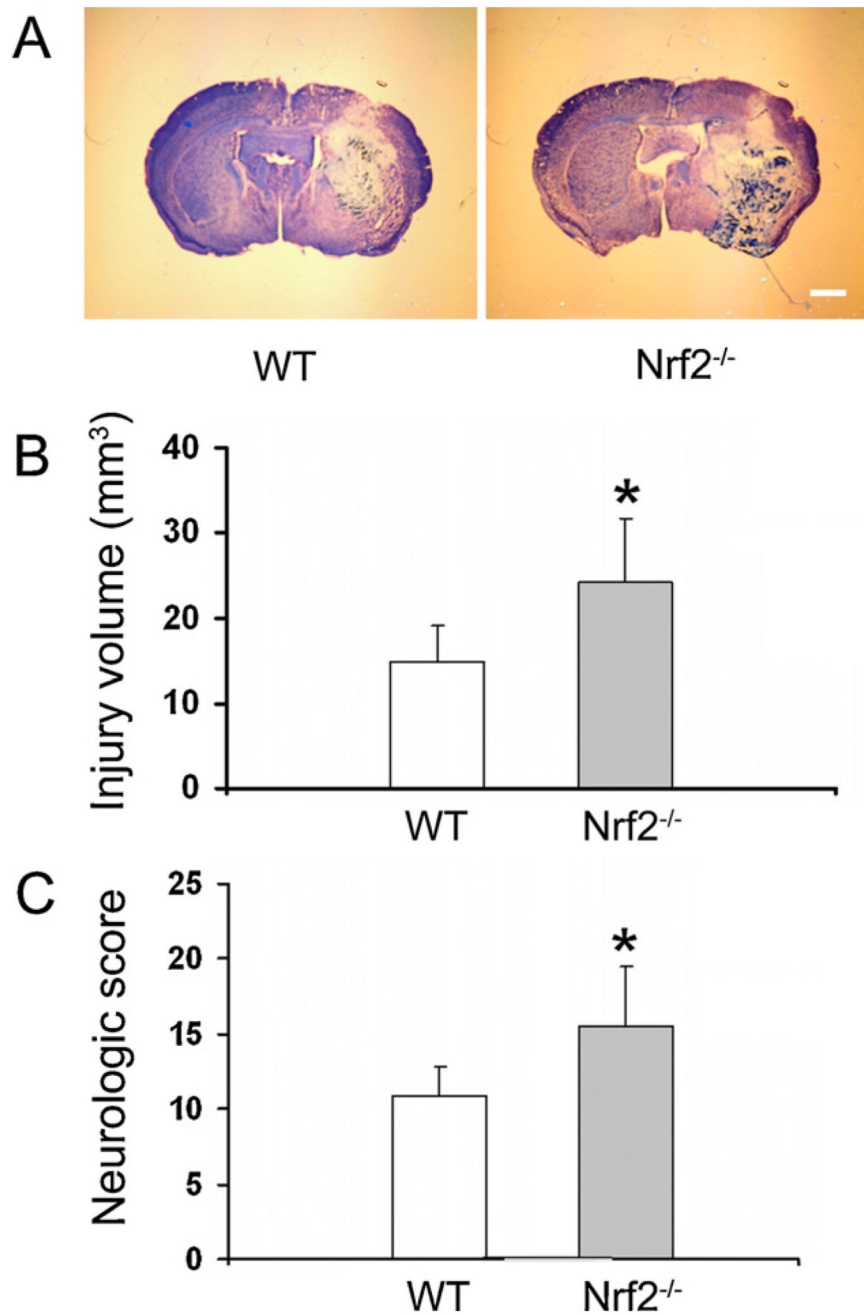 A
WT Nrf2⁻/⁻
B
Injury volume (mm³)
40
30
20
10
0
*
WT Nrf2⁻/⁻
C
Neurologic score
25
20
15
10
5
0
*
WT Nrf2⁻/⁻